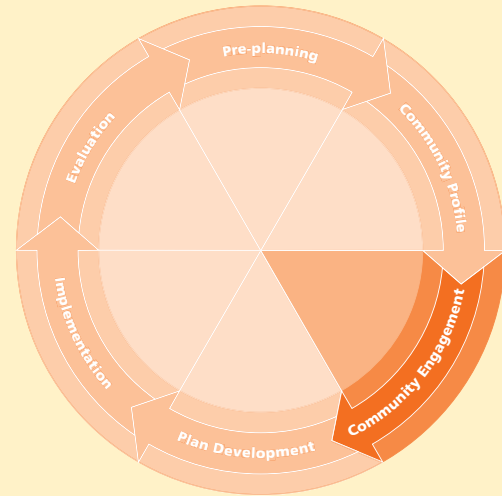 Pre-planning
Community Profile
Community Engagement
Plan Development
Implementation
Evaluation